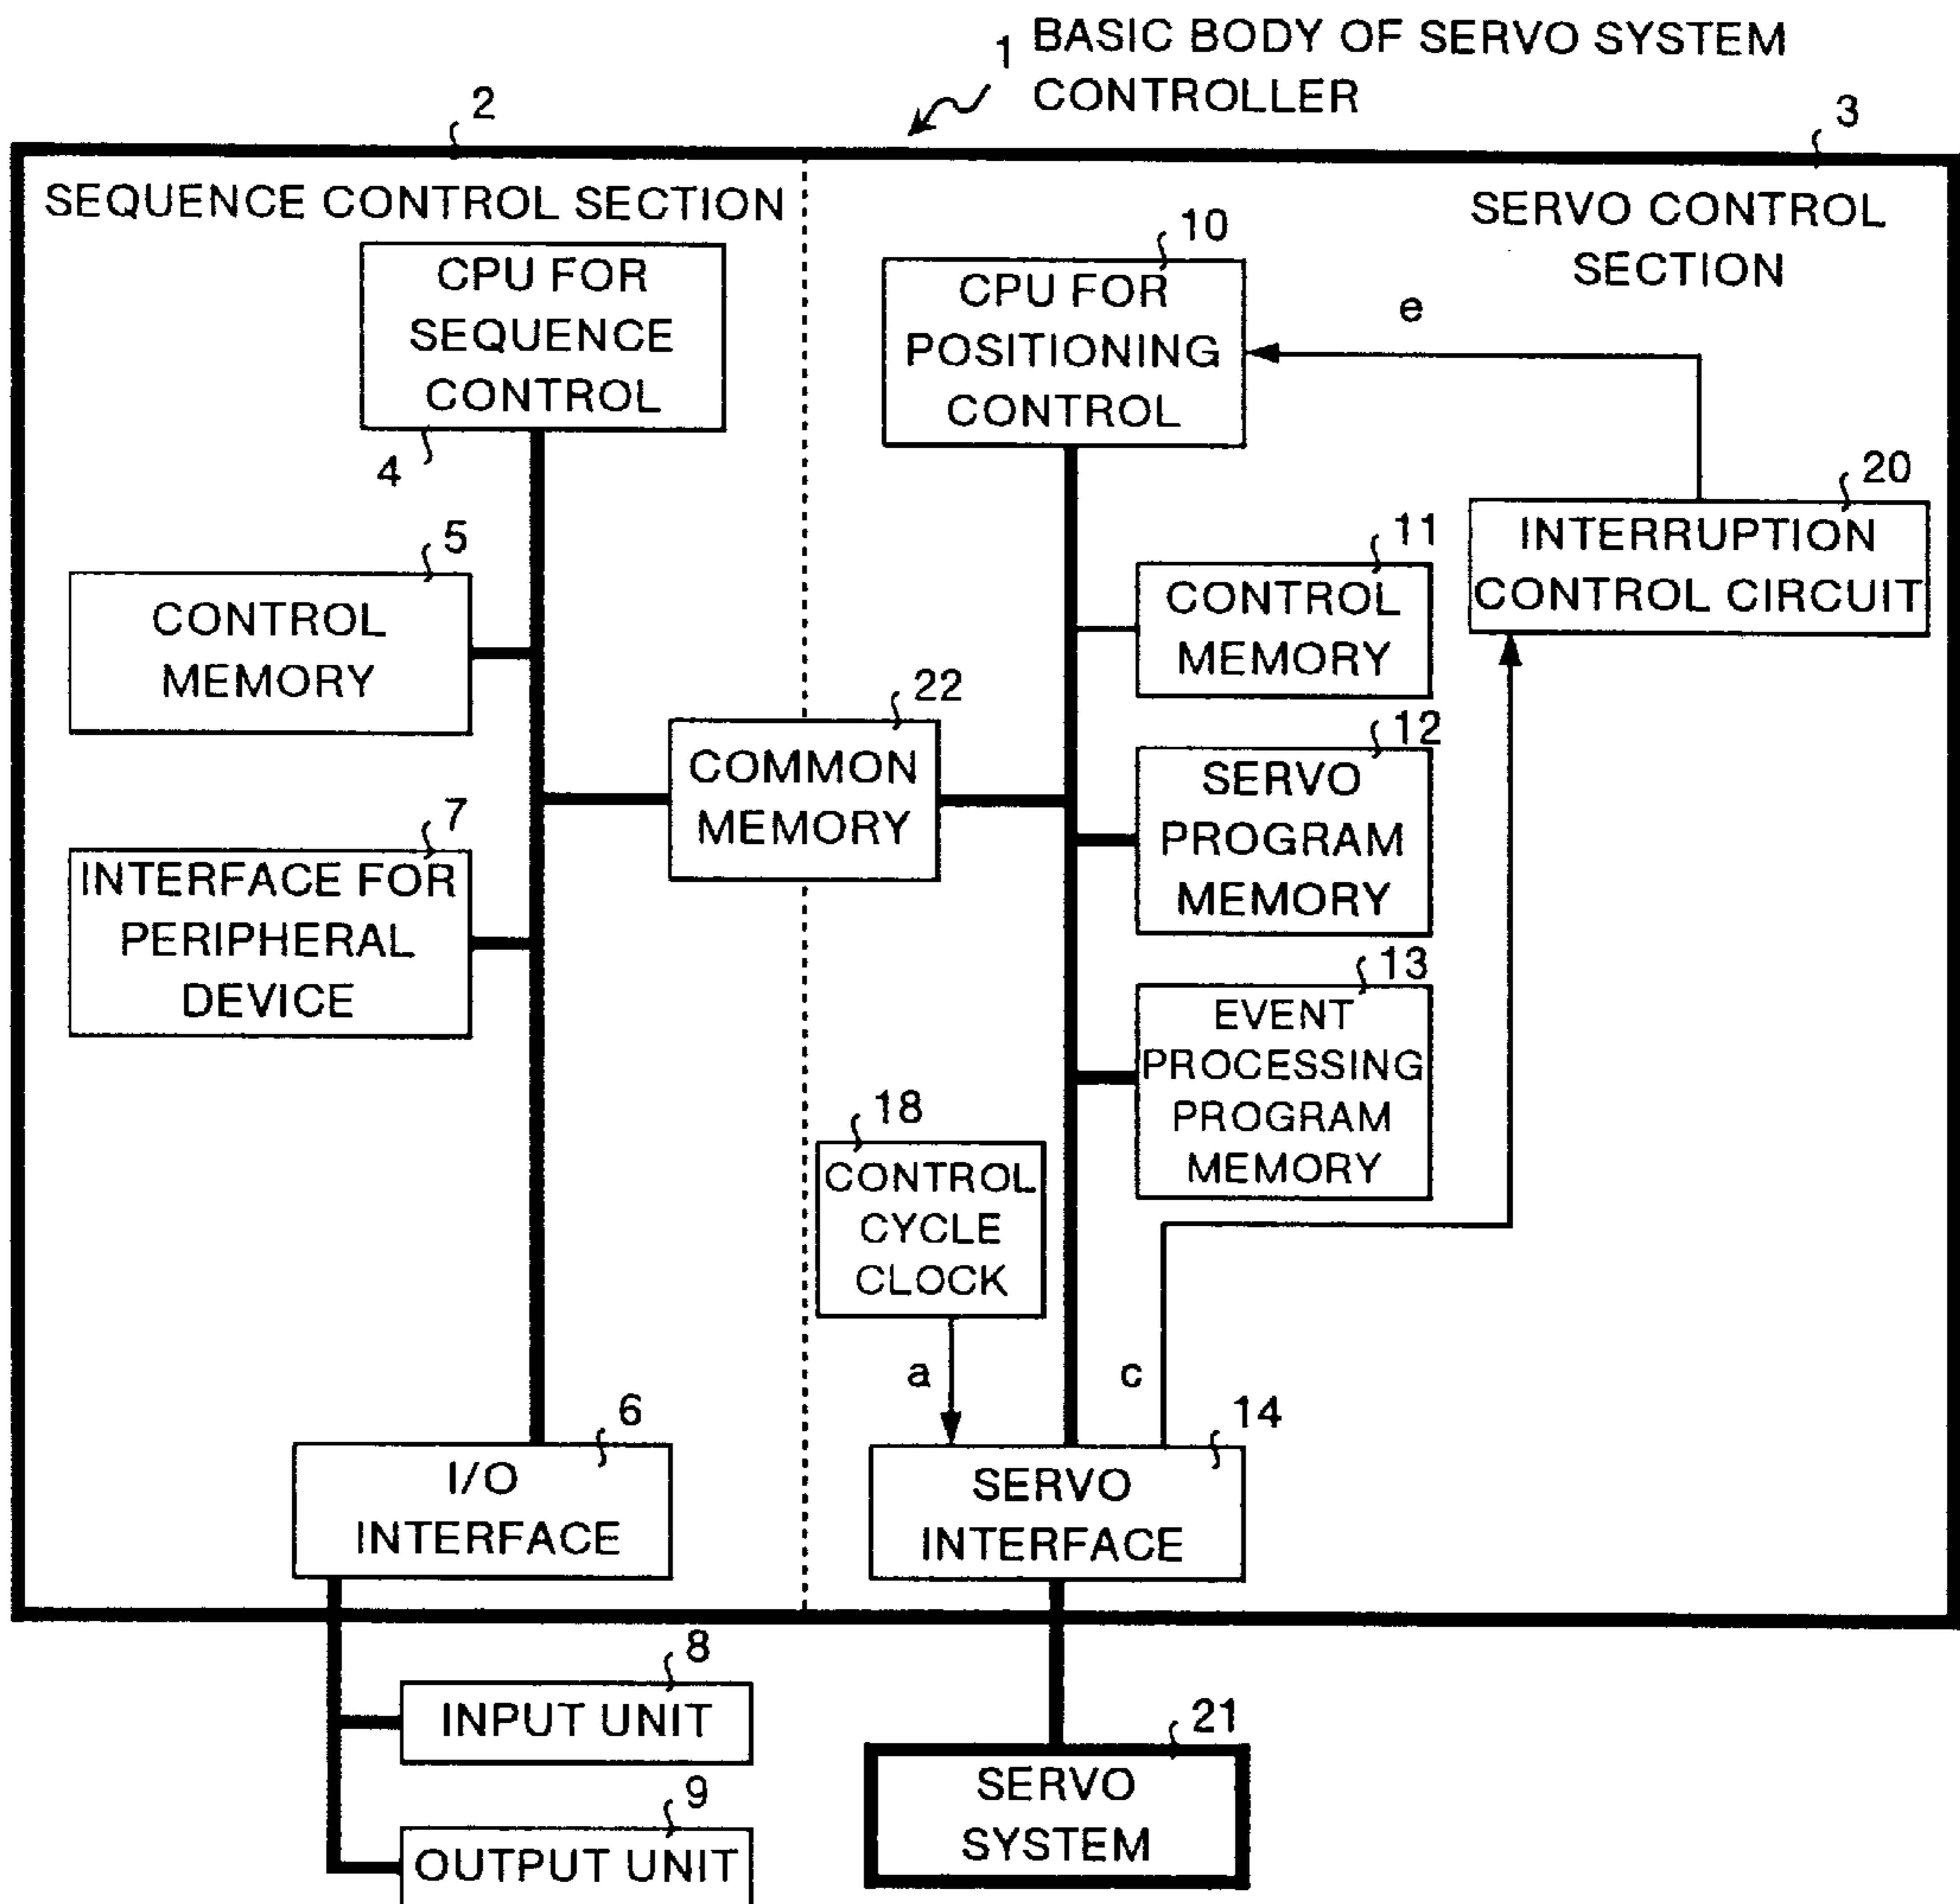 1 BASIC BODY OF SERVO SYSTEM
CONTROLLER
2
3
SEQUENCE CONTROL SECTION
SERVO CONTROL
SECTION
CPU FOR
SEQUENCE
CONTROL
4
10
CPU FOR
POSITIONING
CONTROL
e
20
INTERRUPTION
CONTROL CIRCUIT
5
CONTROL
MEMORY
11
CONTROL
MEMORY
22
COMMON
MEMORY
12
SERVO
PROGRAM
MEMORY
7
INTERFACE FOR
PERIPHERAL
DEVICE
13
EVENT
PROCESSING
PROGRAM
MEMORY
18
CONTROL
CYCLE
CLOCK
a
c
6
I/O
INTERFACE
14
SERVO
INTERFACE
8
INPUT UNIT
9
OUTPUT UNIT
21
SERVO
SYSTEM